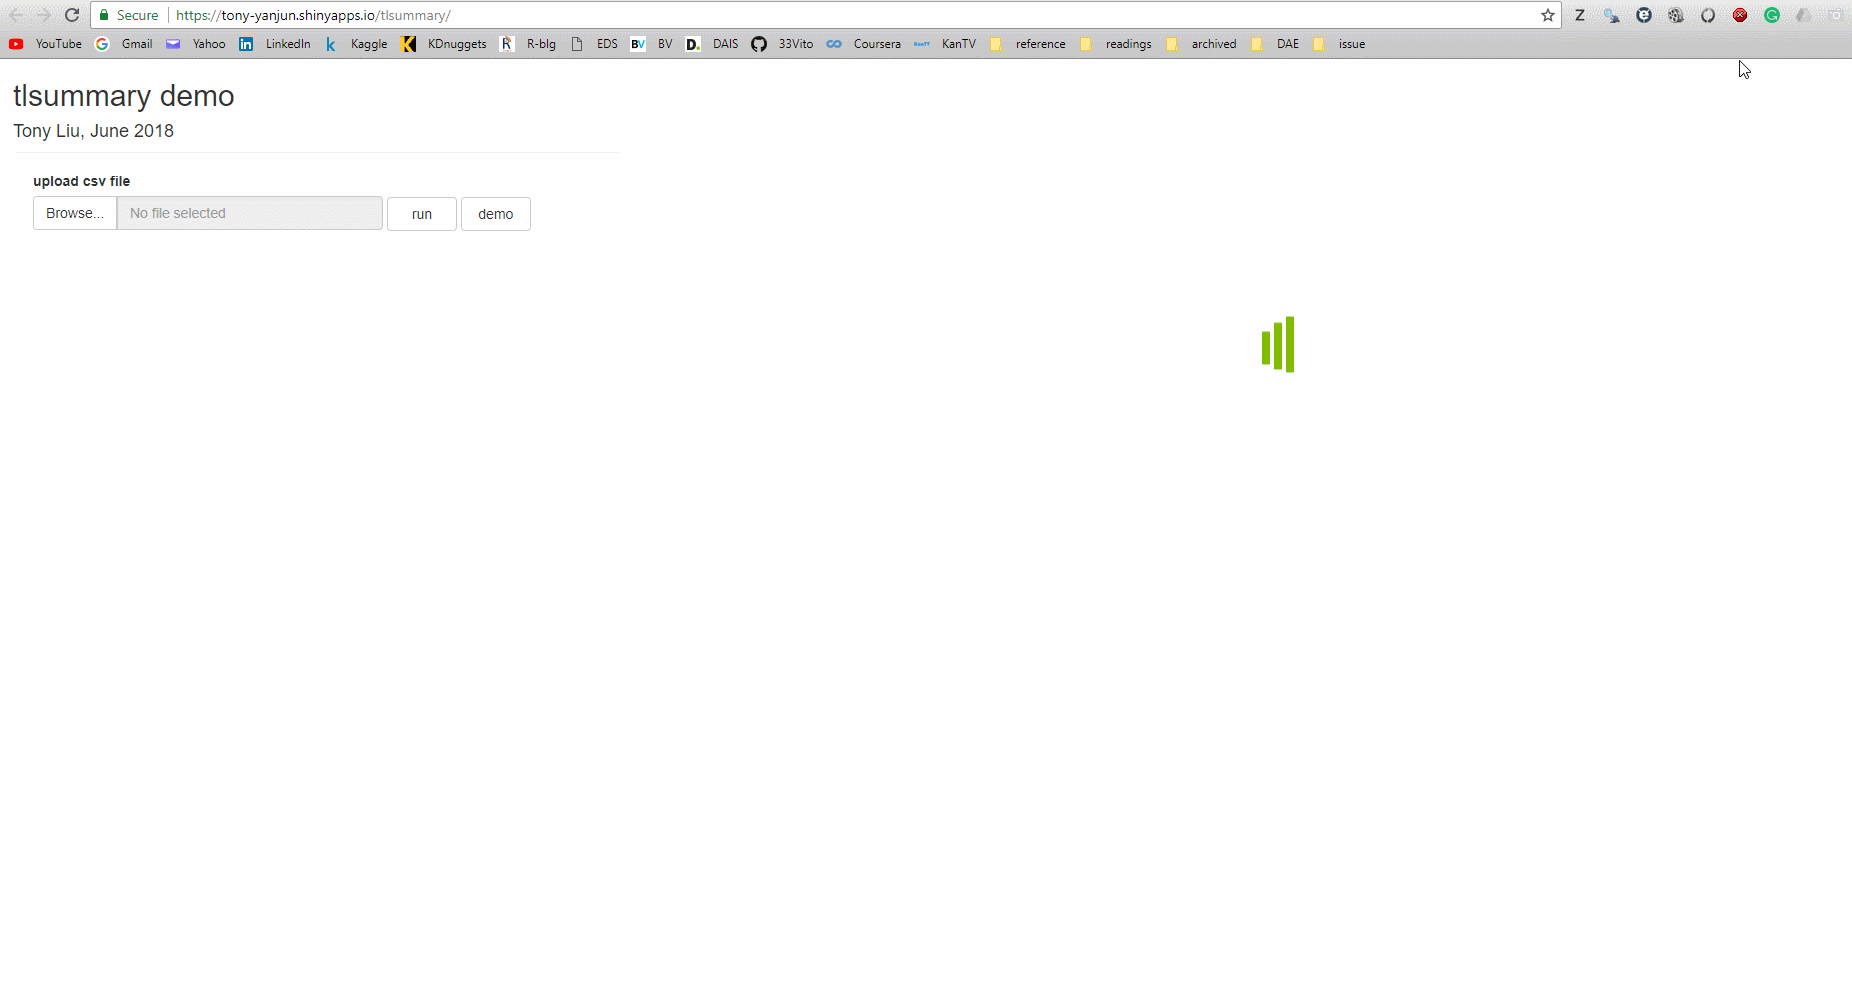 Secure https://tony-yanjun.shinyapps.io/tlsummary/
YouTube Gmail Yahoo LinkedIn Kaggle KDnuggets R-blg EDS BV BV DAIS 33Vito Coursera KanTV reference readings archived DAE issue
tlsummary demo
Tony Liu, June 2018
upload csv file
Browse... No file selected run demo